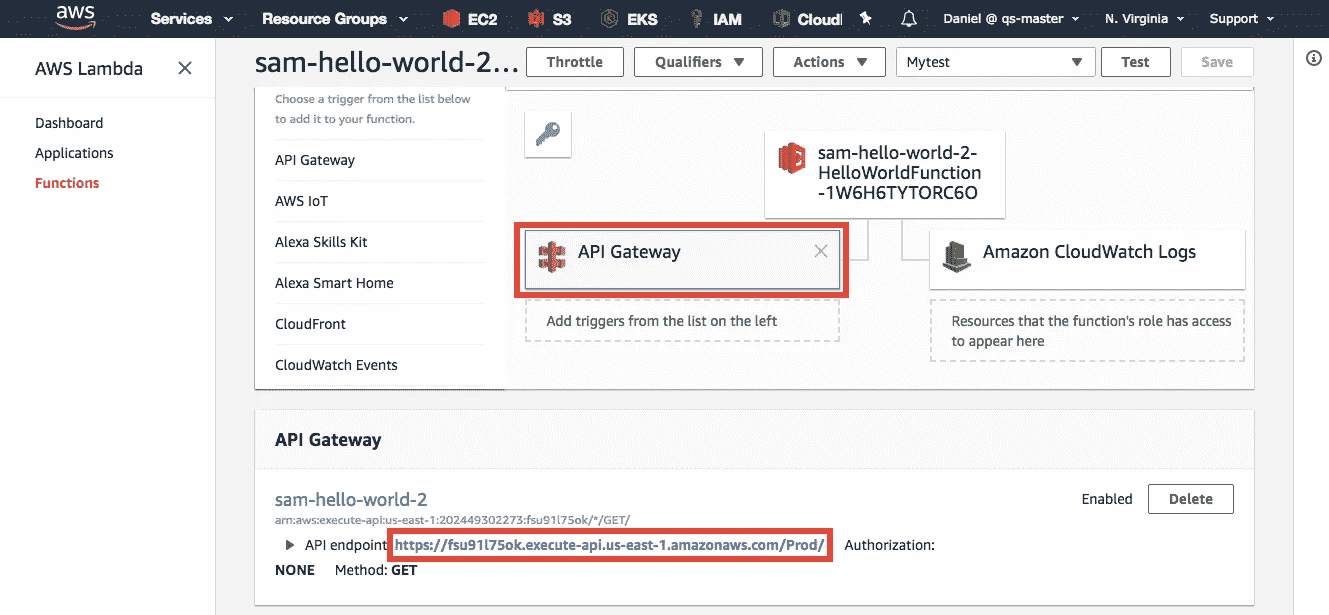 aws Services Resource Groups EC2 S3 EKS IAM Cloud Daniel @ qs-master N. Virginia Support
AWS Lambda
Dashboard
Applications
Functions
sam-hello-world-2... Throttle Qualifiers Actions Mytest Test Save
Choose a trigger from the list below
to add it to your function.
API Gateway
AWS IoT
Alexa Skills Kit
Alexa Smart Home
CloudFront
CloudWatch Events
sam-hello-world-2-
HelloWorldFunction
-1W6H6TYTORC6O
API Gateway
Add triggers from the list on the left
Amazon CloudWatch Logs
Resources that the function's role has access
to appear here
API Gateway
sam-hello-world-2
Enabled Delete
arn:aws:execute-api:us-east-1:202449302273:fsu91l75ok/*/GET/
API endpoint https://fsu91l75ok.execute-api.us-east-1.amazonaws.com/Prod/ Authorization:
NONE Method: GET